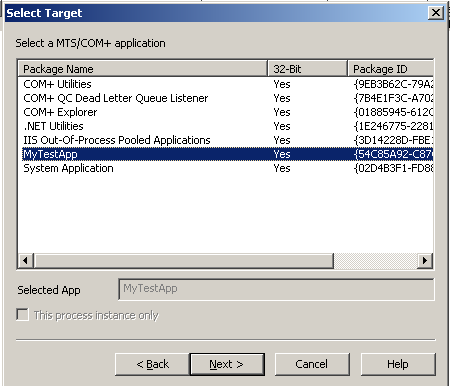 Select Target
Select a MTS/COM+ application
Package Name 32-Bit Package ID
COM+ Utilities Yes {9EB3B62C-79A2
COM+ QC Dead Letter Queue Listener Yes {7B4E1F3C-A702
COM+ Explorer Yes {01885945-612C
.NET Utilities Yes {1E246775-2281
IIS Out-Of-Process Pooled Applications Yes {3D14228D-FBE1
MyTestApp Yes {54C85A92-C876
System Application Yes {02D4B3F1-FD88
Selected App MyTestApp
This process instance only
< Back Next > Cancel Help